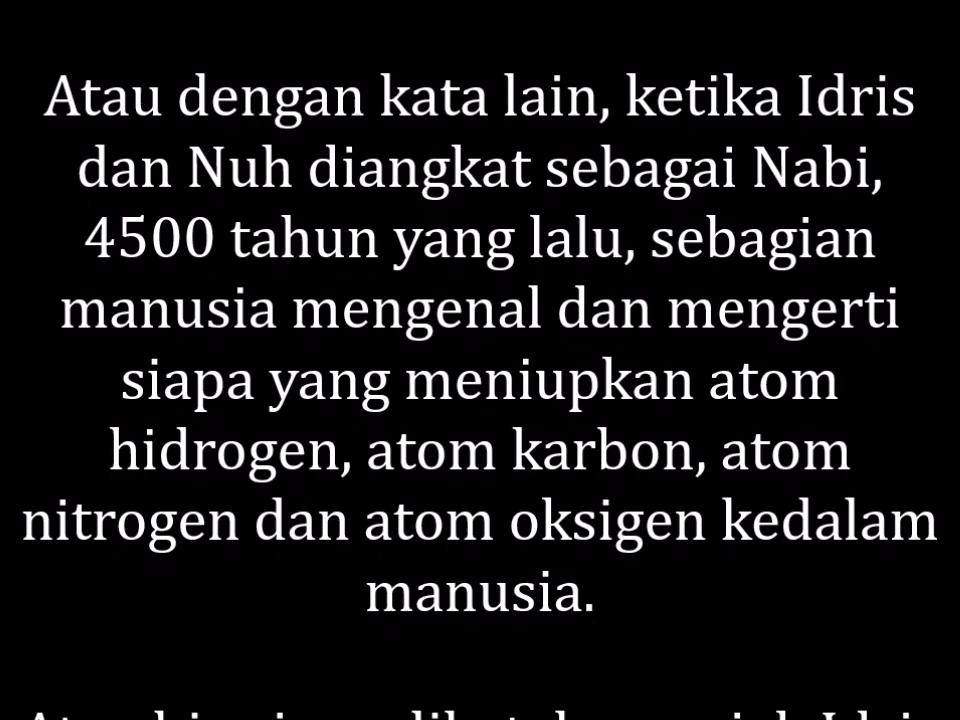 Atau dengan kata lain, ketika Idris
dan Nuh diangkat sebagai Nabi,
4500 tahun yang lalu, sebagian
manusia mengenal dan mengerti
siapa yang meniupkan atom
hidrogen, atom karbon, atom
nitrogen dan atom oksigen kedalam
manusia.